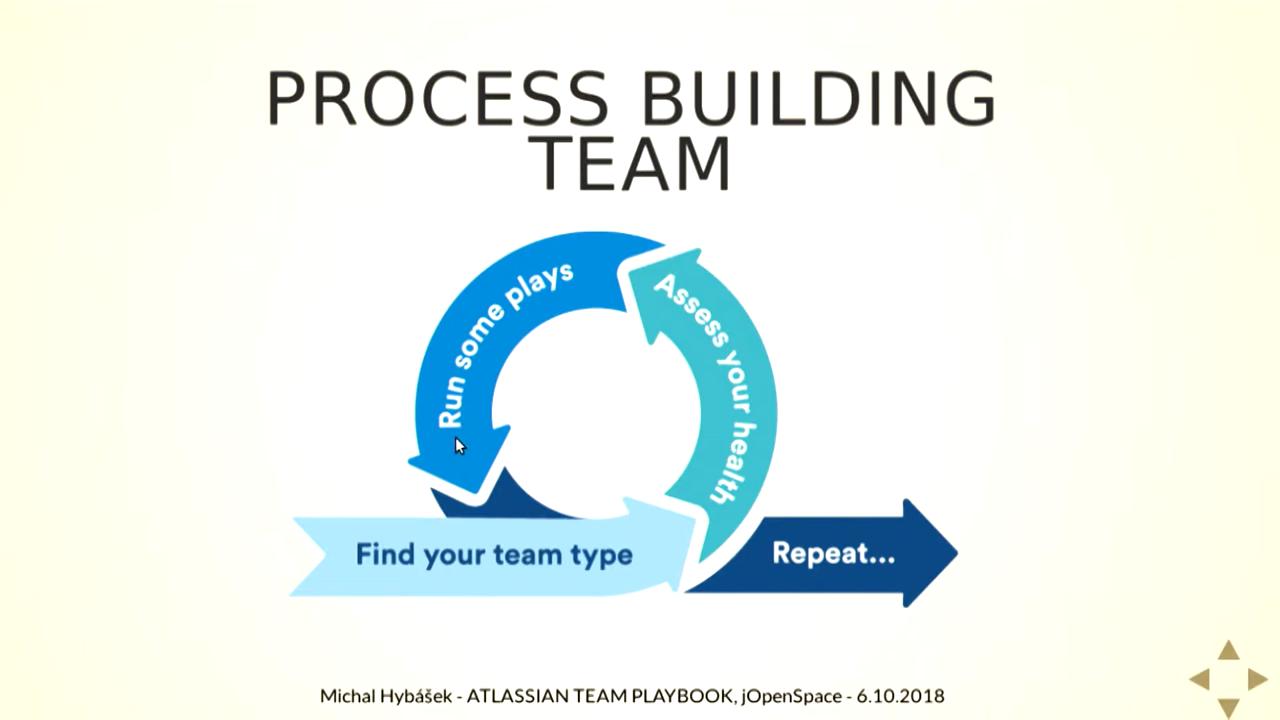 PROCESS BUILDING
TEAM
Run some plays
Assess your health
Find your team type
Repeat...
Michal Hybášek - ATLASSIAN TEAM PLAYBOOK, jOpenSpace - 6.10.2018